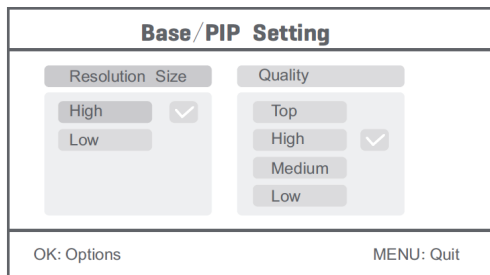 Base/PIP Setting
Resolution Size
High
Low
Quality
Top
High
Medium
Low
OK: Options
MENU: Quit